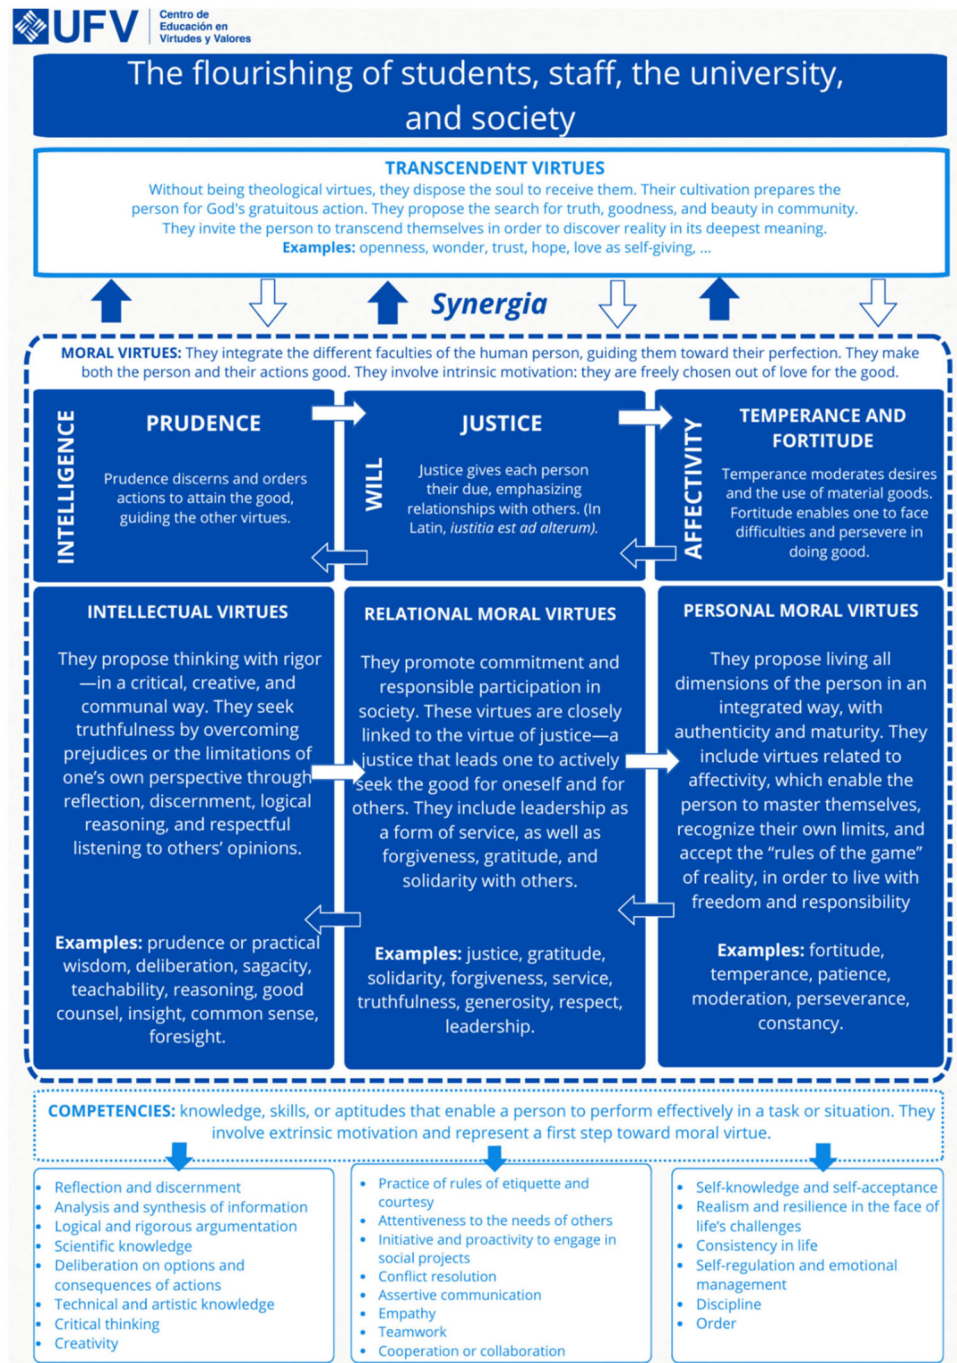 UFV
Centro de
Educación en
Virtudes y Valores
The flourishing of students, staff, the university,
and society
TRANSCENDENT VIRTUES
Without being theological virtues, they dispose the soul to receive them. Their cultivation prepares the
person for God's gratuitous action. They propose the search for truth, goodness, and beauty in community.
They invite the person to transcend themselves in order to discover reality in its deepest meaning.
Examples: openness, wonder, trust, hope, love as self-giving, ...
Synergia
MORAL VIRTUES: They integrate the different faculties of the human person, guiding them toward their perfection. They make
both the person and their actions good. They involve intrinsic motivation: they are freely chosen out of love for the good.
INTELLIGENCE
PRUDENCE
Prudence discerns and orders
actions to attain the good,
guiding the other virtues.
WILL
JUSTICE
Justice gives each person
their due, emphasizing
relationships with others. (In
Latin, iustitia est ad alterum).
AFFECTIVITY
TEMPERANCE AND
FORTITUDE
Temperance moderates desires
and the use of material goods.
Fortitude enables one to face
difficulties and persevere in
doing good.
INTELLECTUAL VIRTUES
They propose thinking with rigor
—in a critical, creative, and
communal way. They seek
truthfulness by overcoming
prejudices or the limitations of
one's own perspective through
reflection, discernment, logical
reasoning, and respectful
listening to others' opinions.
Examples: prudence or practical
wisdom, deliberation, sagacity,
teachability, reasoning, good
counsel, insight, common sense,
foresight.
RELATIONAL MORAL VIRTUES
They promote commitment and
responsible participation in
society. These virtues are closely
linked to the virtue of justice—a
justice that leads one to actively
seek the good for oneself and for
others. They include leadership as
a form of service, as well as
forgiveness, gratitude, and
solidarity with others.
Examples: justice, gratitude,
solidarity, forgiveness, service,
truthfulness, generosity, respect,
leadership.
PERSONAL MORAL VIRTUES
They propose living all
dimensions of the person in an
integrated way, with
authenticity and maturity. They
include virtues related to
affectivity, which enable the
person to master themselves,
recognize their own limits, and
accept the “rules of the game”
of reality, in order to live with
freedom and responsibility
Examples: fortitude,
temperance, patience,
moderation, perseverance,
constancy.
COMPETENCIES: knowledge, skills, or aptitudes that enable a person to perform effectively in a task or situation. They
involve extrinsic motivation and represent a first step toward moral virtue.
• Reflection and discernment
• Analysis and synthesis of information
• Logical and rigorous argumentation
• Scientific knowledge
• Deliberation on options and
consequences of actions
• Technical and artistic knowledge
• Critical thinking
• Creativity
• Practice of rules of etiquette and
courtesy
• Attentiveness to the needs of others
• Initiative and proactivity to engage in
social projects
• Conflict resolution
• Assertive communication
• Empathy
• Teamwork
• Cooperation or collaboration
• Self-knowledge and self-acceptance
• Realism and resilience in the face of
life's challenges
• Consistency in life
• Self-regulation and emotional
management
• Discipline
• Order